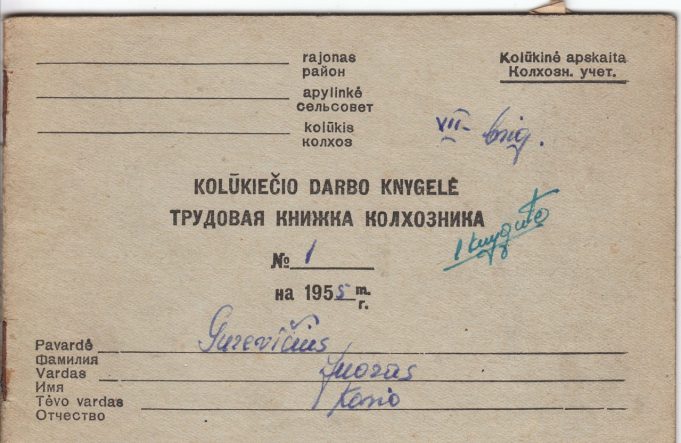 rajonas
район
Kolūkinė apskaita
Колхозн. учет.
apylinkė
сельсовет
kolūkis
колхоз
VII- brig.
KOLŪKIEČIO DARBO KNYGELĖ
ТРУДОВАЯ КНИЖКА КОЛХОЗНИКА
№ 1
1 knygutė
на 1955 m.
г.
Pavardė Gurevičius
Фамилия
Vardas Juozas
Имя
Tėvo vardas Kazio
Отчество